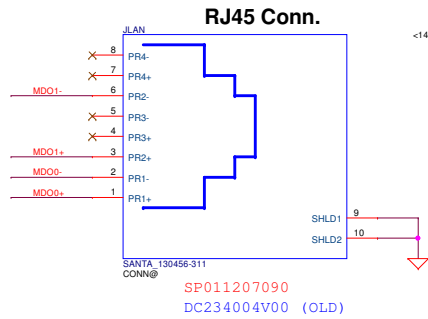 RJ45 Conn.
JLAN
<14
8 PR4-
7 PR4+
MDO1- 6 PR2-
5 PR3-
4 PR3+
MDO1+ 3 PR2+
MDO0- 2 PR1-
MDO0+ 1 PR1+
SHLD1 9
SHLD2 10
SANTA_130456-311
CONN@
SP011207090
DC234004V00 (OLD)